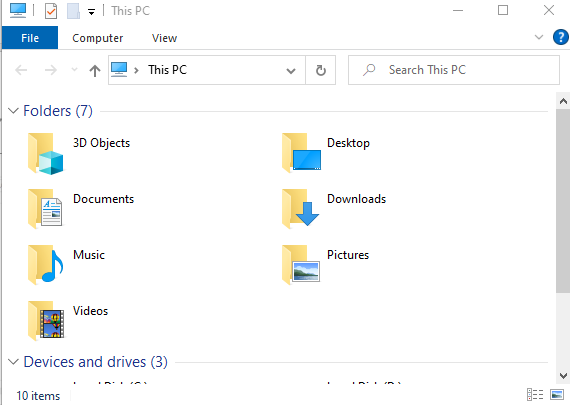 This PC
File Computer View
This PC Search This PC
Folders (7)
3D Objects Desktop
Documents Downloads
Music Pictures
Videos
Devices and drives (3)
10 items